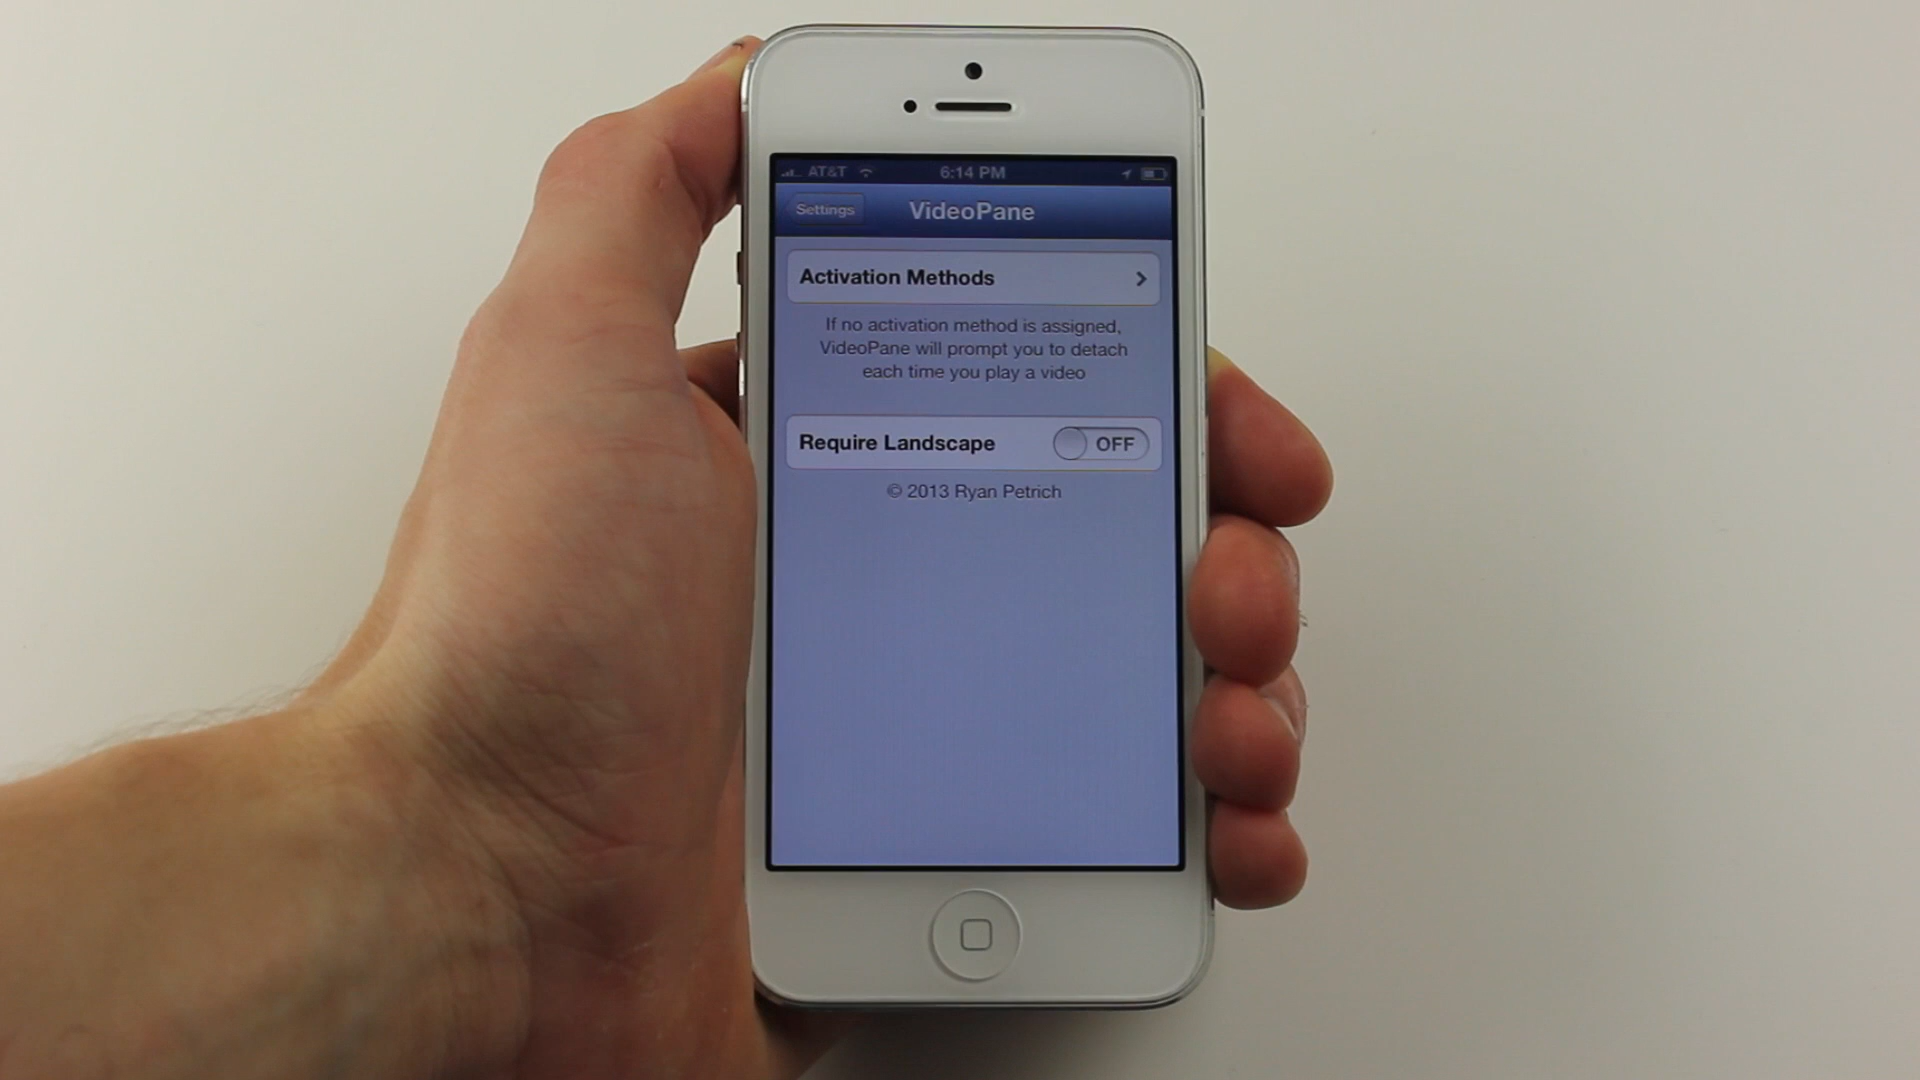 AT&T 6:14 PM
Settings VideoPane
Activation Methods
If no activation method is assigned,
VideoPane will prompt you to detach
each time you play a video
Require Landscape OFF
© 2013 Ryan Petrich